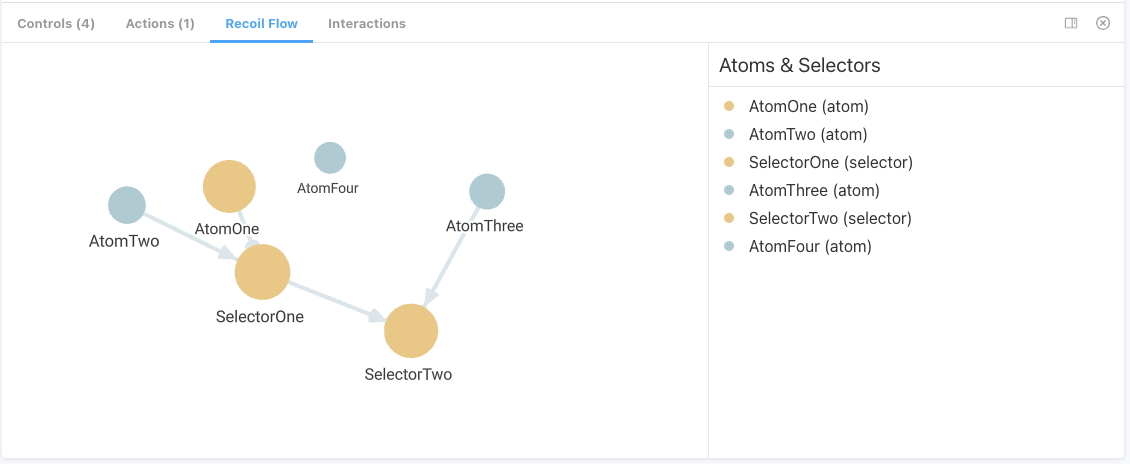 Controls (4) Actions (1) Recoil Flow Interactions
Atoms & Selectors
AtomOne (atom)
AtomTwo (atom)
SelectorOne (selector)
AtomThree (atom)
SelectorTwo (selector)
AtomFour (atom)
AtomFour
AtomOne
AtomThree
AtomTwo
SelectorOne
SelectorTwo